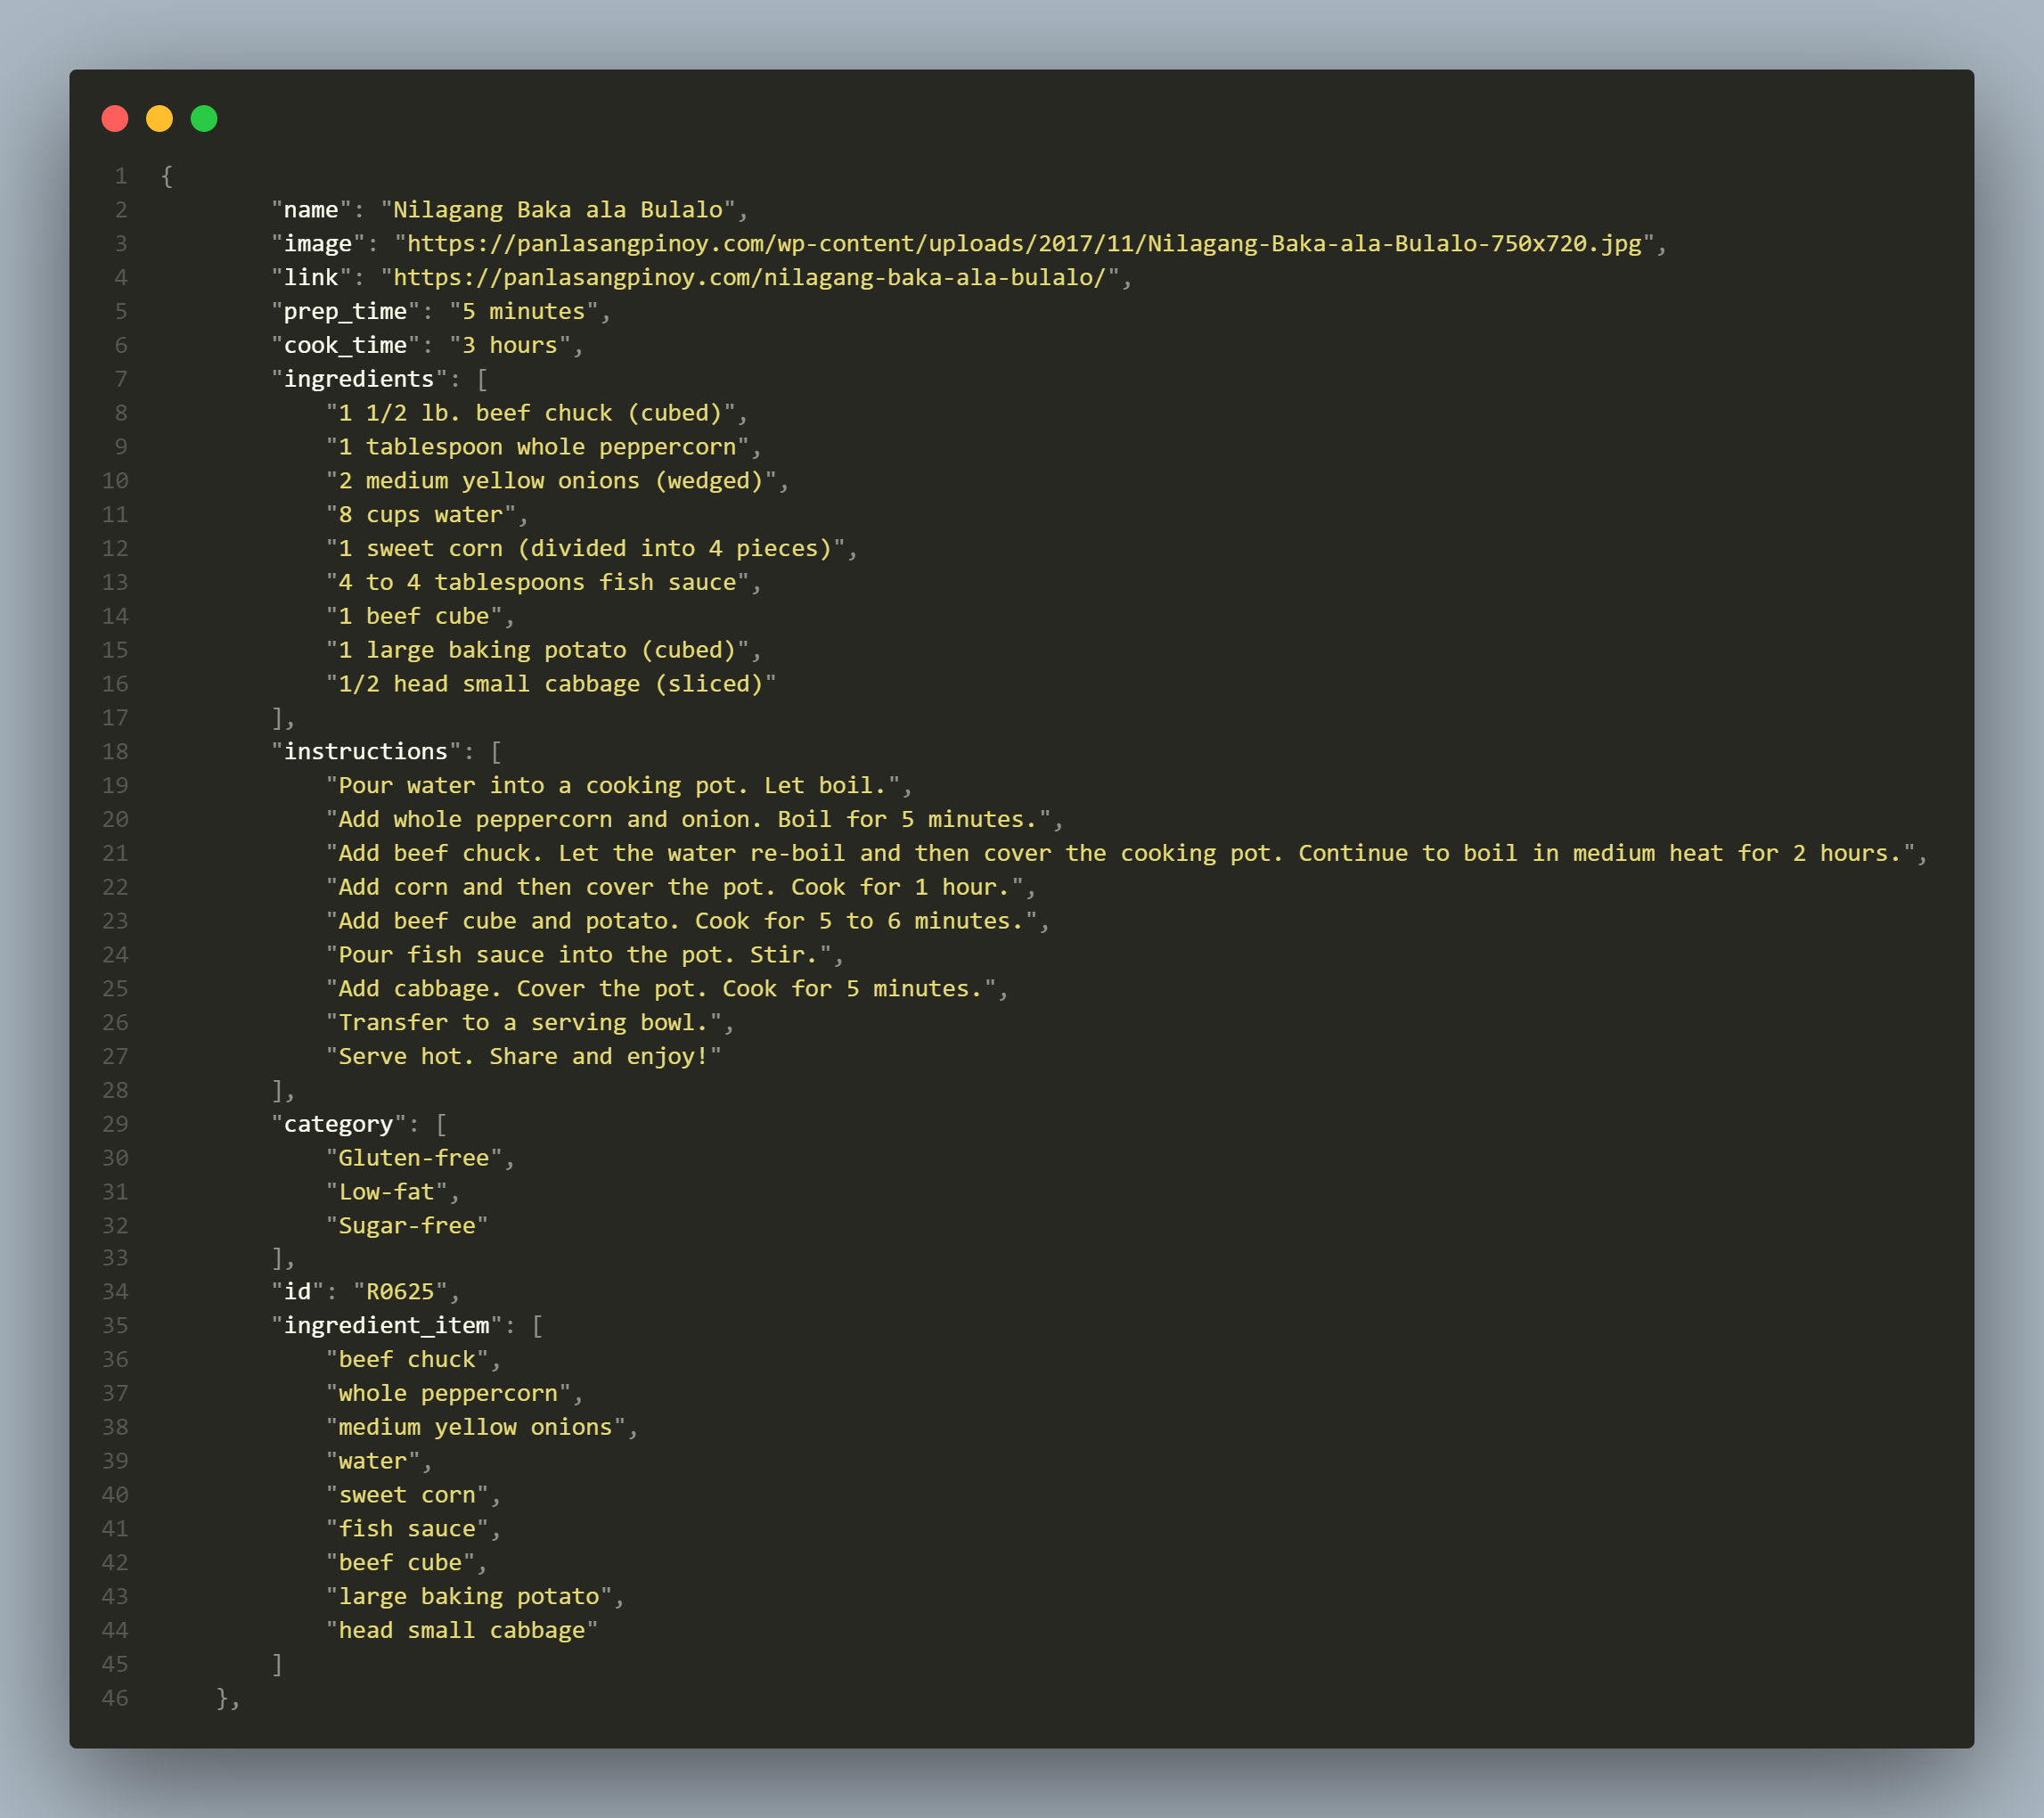 1 {
2 "name": "Nilagang Baka ala Bulalo",
3 "image": "https://panlasangpinoy.com/wp-content/uploads/2017/11/Nilagang-Baka-ala-Bulalo-750x720.jpg",
4 "link": "https://panlasangpinoy.com/nilagang-baka-ala-bulalo/",
5 "prep_time": "5 minutes",
6 "cook_time": "3 hours",
7 "ingredients": [
8 "1 1/2 lb. beef chuck (cubed)",
9 "1 tablespoon whole peppercorn",
10 "2 medium yellow onions (wedged)",
11 "8 cups water",
12 "1 sweet corn (divided into 4 pieces)",
13 "4 to 4 tablespoons fish sauce",
14 "1 beef cube",
15 "1 large baking potato (cubed)",
16 "1/2 head small cabbage (sliced)"
17 ],
18 "instructions": [
19 "Pour water into a cooking pot. Let boil.",
20 "Add whole peppercorn and onion. Boil for 5 minutes.",
21 "Add beef chuck. Let the water re-boil and then cover the cooking pot. Continue to boil in medium heat for 2 hours.",
22 "Add corn and then cover the pot. Cook for 1 hour.",
23 "Add beef cube and potato. Cook for 5 to 6 minutes.",
24 "Pour fish sauce into the pot. Stir.",
25 "Add cabbage. Cover the pot. Cook for 5 minutes.",
26 "Transfer to a serving bowl.",
27 "Serve hot. Share and enjoy!"
28 ],
29 "category": [
30 "Gluten-free",
31 "Low-fat",
32 "Sugar-free"
33 ],
34 "id": "R0625",
35 "ingredient_item": [
36 "beef chuck",
37 "whole peppercorn",
38 "medium yellow onions",
39 "water",
40 "sweet corn",
41 "fish sauce",
42 "beef cube",
43 "large baking potato",
44 "head small cabbage"
45 ]
46 },